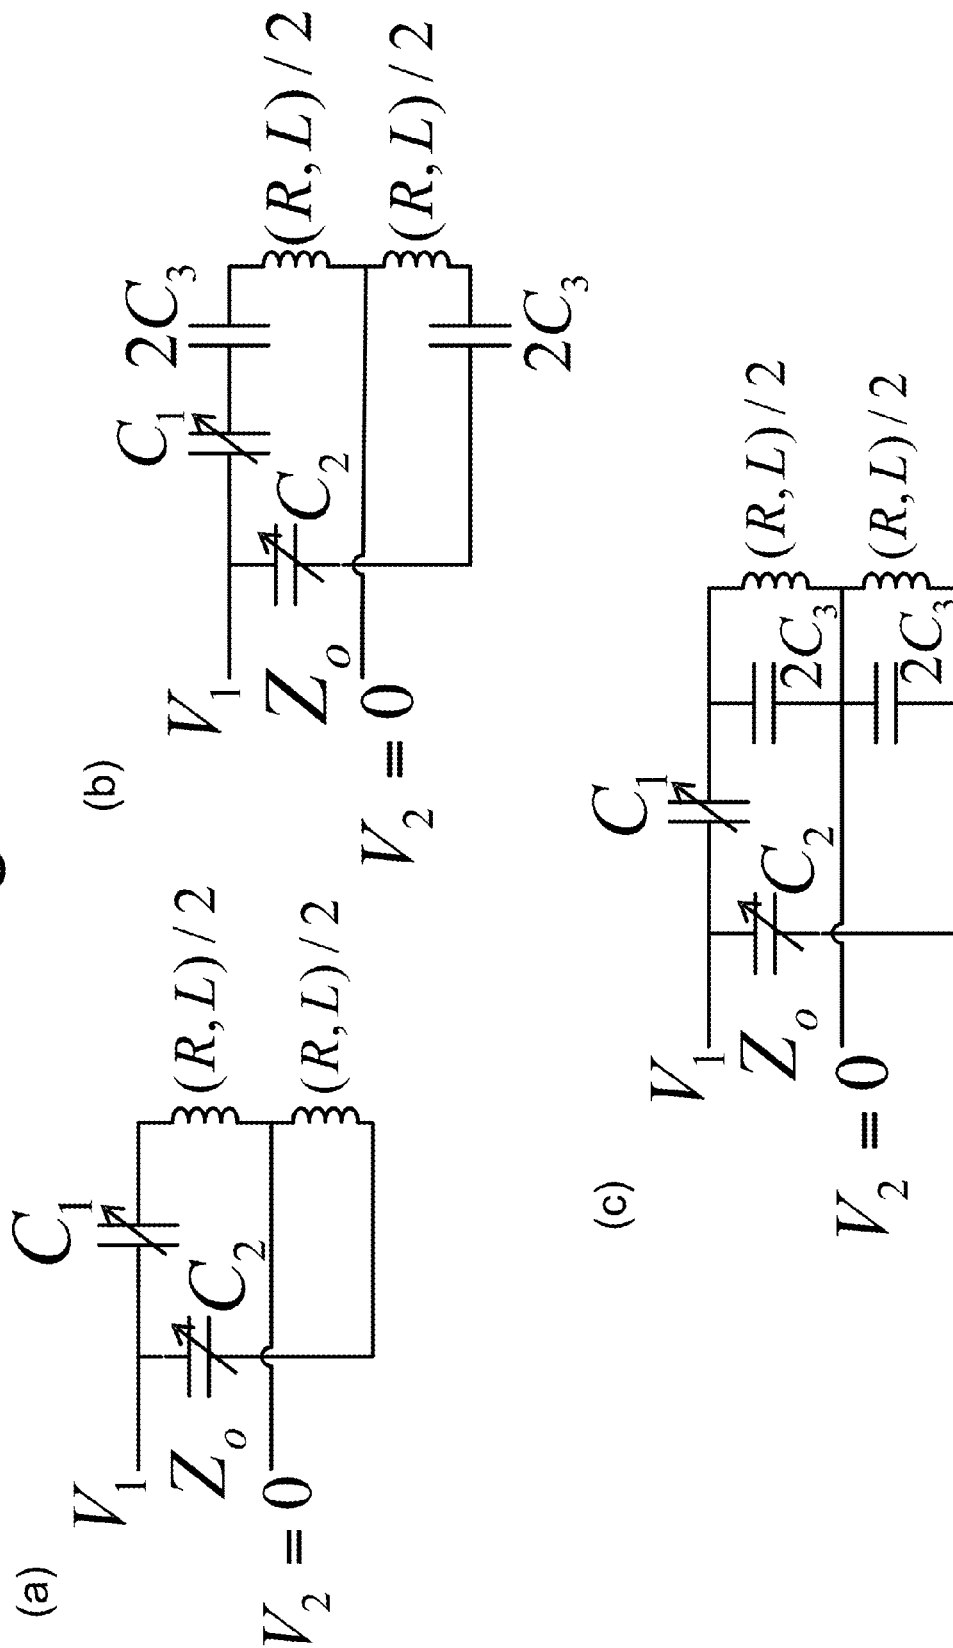 (a)
C₁
(R, L) / 2
C₂
(R, L) / 2
V₁
Zₒ
V₂ ≡ 0
(b)
C₁
2C₃
(R, L) / 2
C₂
(R, L) / 2
2C₃
V₁
Zₒ
V₂ ≡ 0
(c)
C₁
(R, L) / 2
2C₃
C₂
(R, L) / 2
2C₃
V₁
Zₒ
V₂ ≡ 0